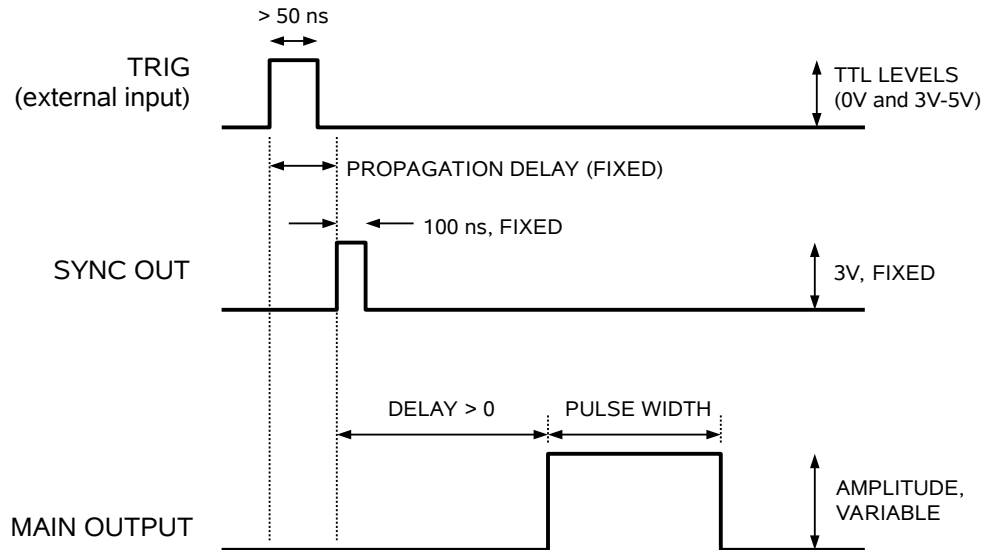 > 50 ns
TRIG
(external input)
TTL LEVELS
(0V and 3V-5V)
PROPAGATION DELAY (FIXED)
100 ns, FIXED
SYNC OUT
3V, FIXED
DELAY > 0
PULSE WIDTH
MAIN OUTPUT
AMPLITUDE,
VARIABLE